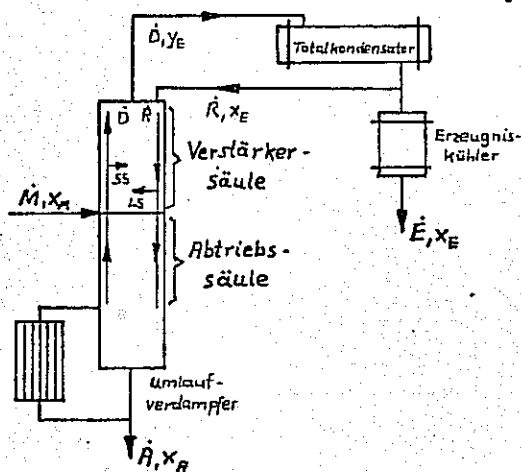 Ḋ, y_E
Totalkondensator
Ṙ, x_E
Erzeugnis-
kühler
Ḋ Ṙ
SS
LS
Verstärker-
säule
Ṁ, x_M
Ė, x_E
Abtriebs-
säule
Umlauf-
verdampfer
Ȧ, x_A